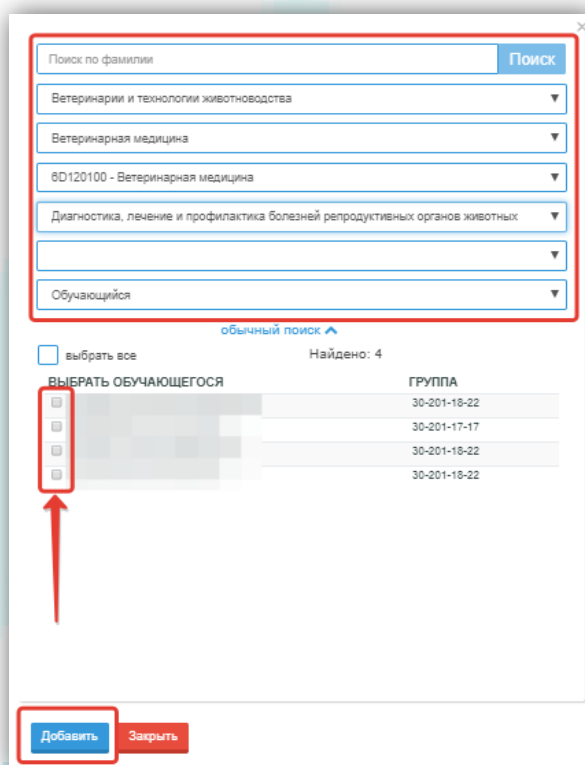 Поиск по фамилии
Поиск
Ветеринарии и технологии животноводства
Ветеринарная медицина
6D120100 - Ветеринарная медицина
Диагностика, лечение и профилактика болезней репродуктивных органов животных
Обучающийся
обычный поиск
выбрать все Найдено: 4
ВЫБРАТЬ ОБУЧАЮЩЕГОСЯ ГРУППА
30-201-18-22
30-201-17-17
30-201-18-22
30-201-18-22
Добавить Закрыть